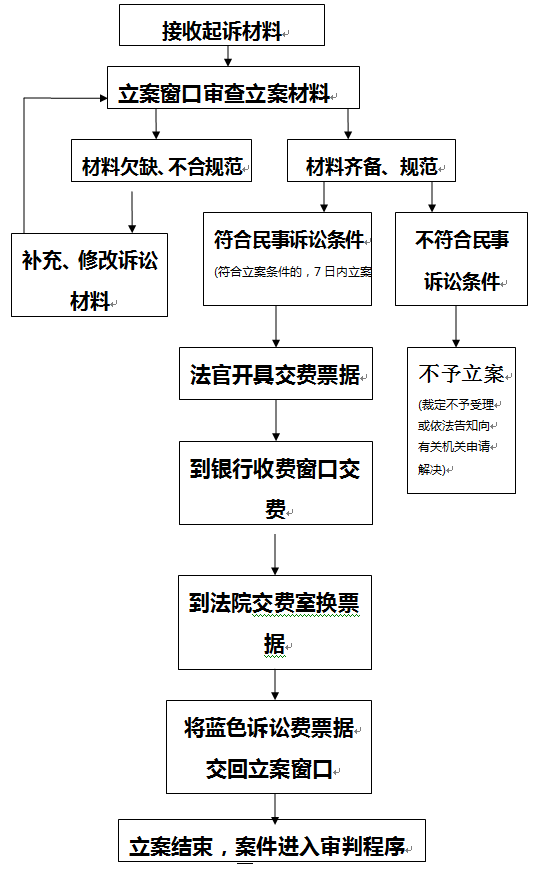 接收起诉材料
立案窗口审查立案材料
材料欠缺、不合规范
材料齐备、规范
补充、修改诉讼
材料
符合民事诉讼条件
(符合立案条件的，7日内立案
不符合民事
诉讼条件
法官开具交费票据
不予立案
(裁定不予受理
或依法告知向
有关机关申请
解决)
到银行收费窗口交
费
到法院交费室换票
据
将蓝色诉讼费票据
交回立案窗口
立案结束，案件进入审判程序